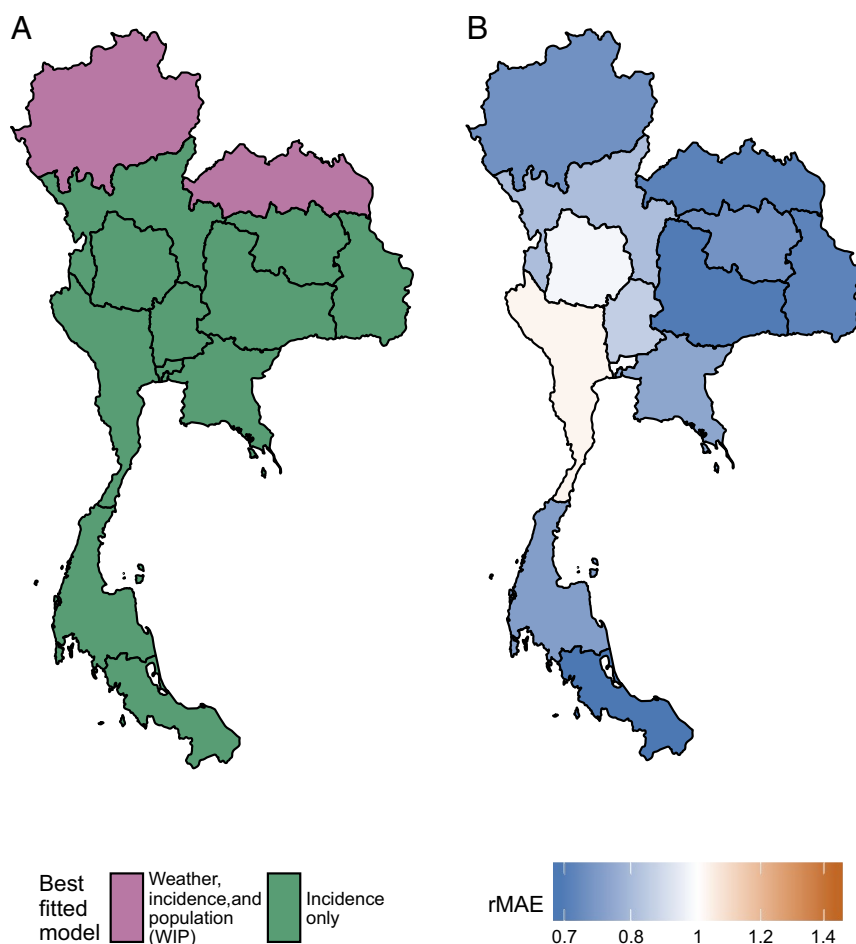 A
B
Best
fitted
model
Weather,
incidence,and
population
(WIP)
Incidence
only
rMAE
0.7
0.8
1
1.2
1.4